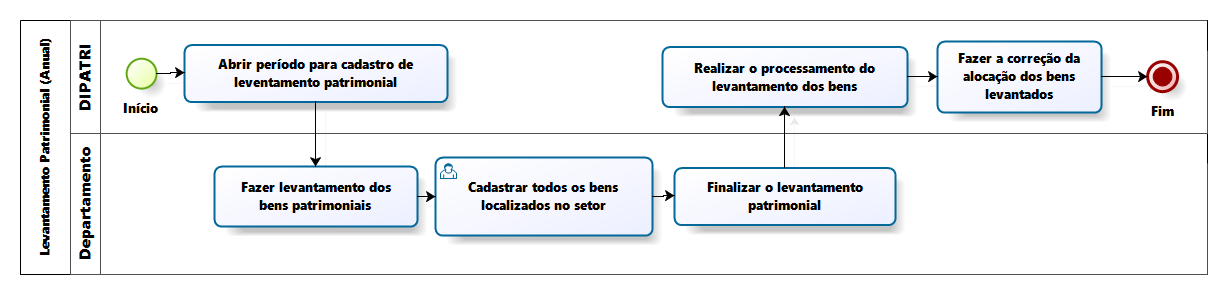 Levantamento Patrimonial (Anual)
DIPATRI
Início
Abrir período para cadastro de
leventamento patrimonial
Realizar o processamento do
levantamento dos bens
Fazer a correção da
alocação dos bens
levantados
Fim
Departamento
Fazer levantamento dos
bens patrimoniais
Cadastrar todos os bens
localizados no setor
Finalizar o levantamento
patrimonial